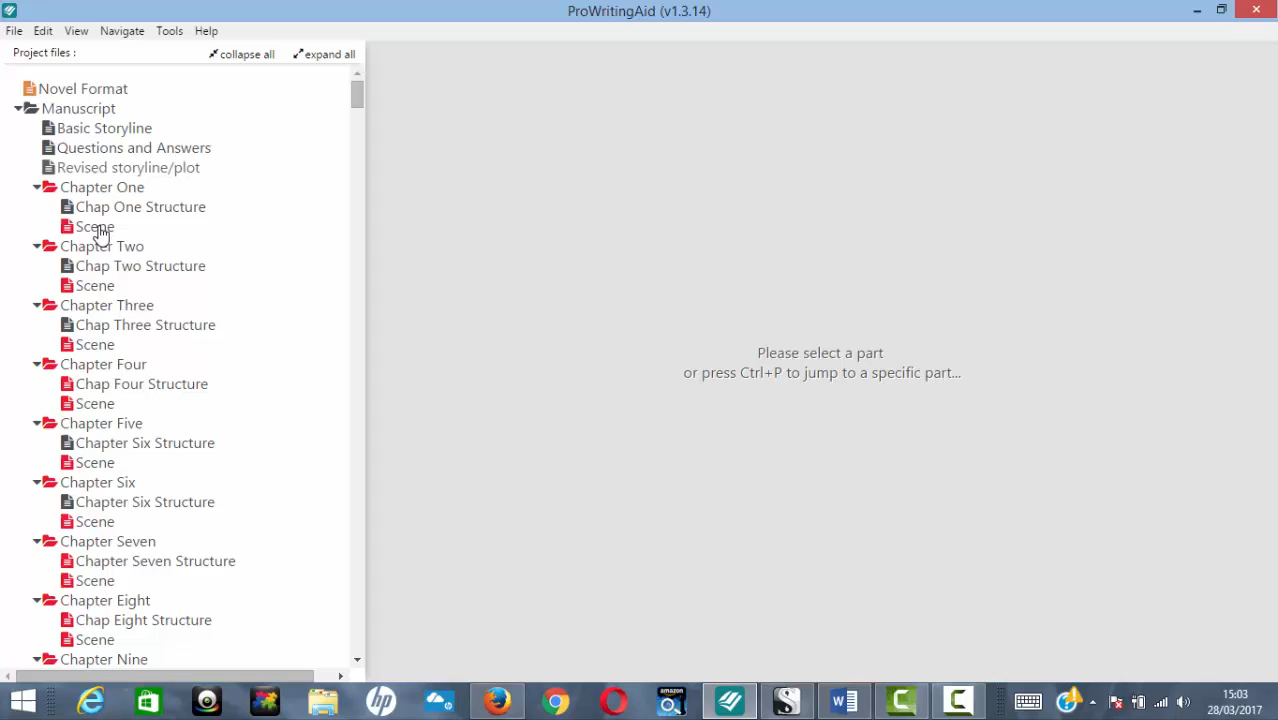 ProWritingAid (v1.3.14)
File Edit View Navigate Tools Help
Project files : collapse all expand all
Novel Format
Manuscript
Basic Storyline
Questions and Answers
Revised storyline/plot
Chapter One
Chap One Structure
Scene
Chapter Two
Chap Two Structure
Scene
Chapter Three
Chap Three Structure
Scene
Chapter Four
Chap Four Structure
Scene
Chapter Five
Chapter Six Structure
Scene
Chapter Six
Chapter Six Structure
Scene
Chapter Seven
Chapter Seven Structure
Scene
Chapter Eight
Chap Eight Structure
Scene
Chapter Nine
Please select a part
or press Ctrl+P to jump to a specific part...
amazon
15:03
28/03/2017